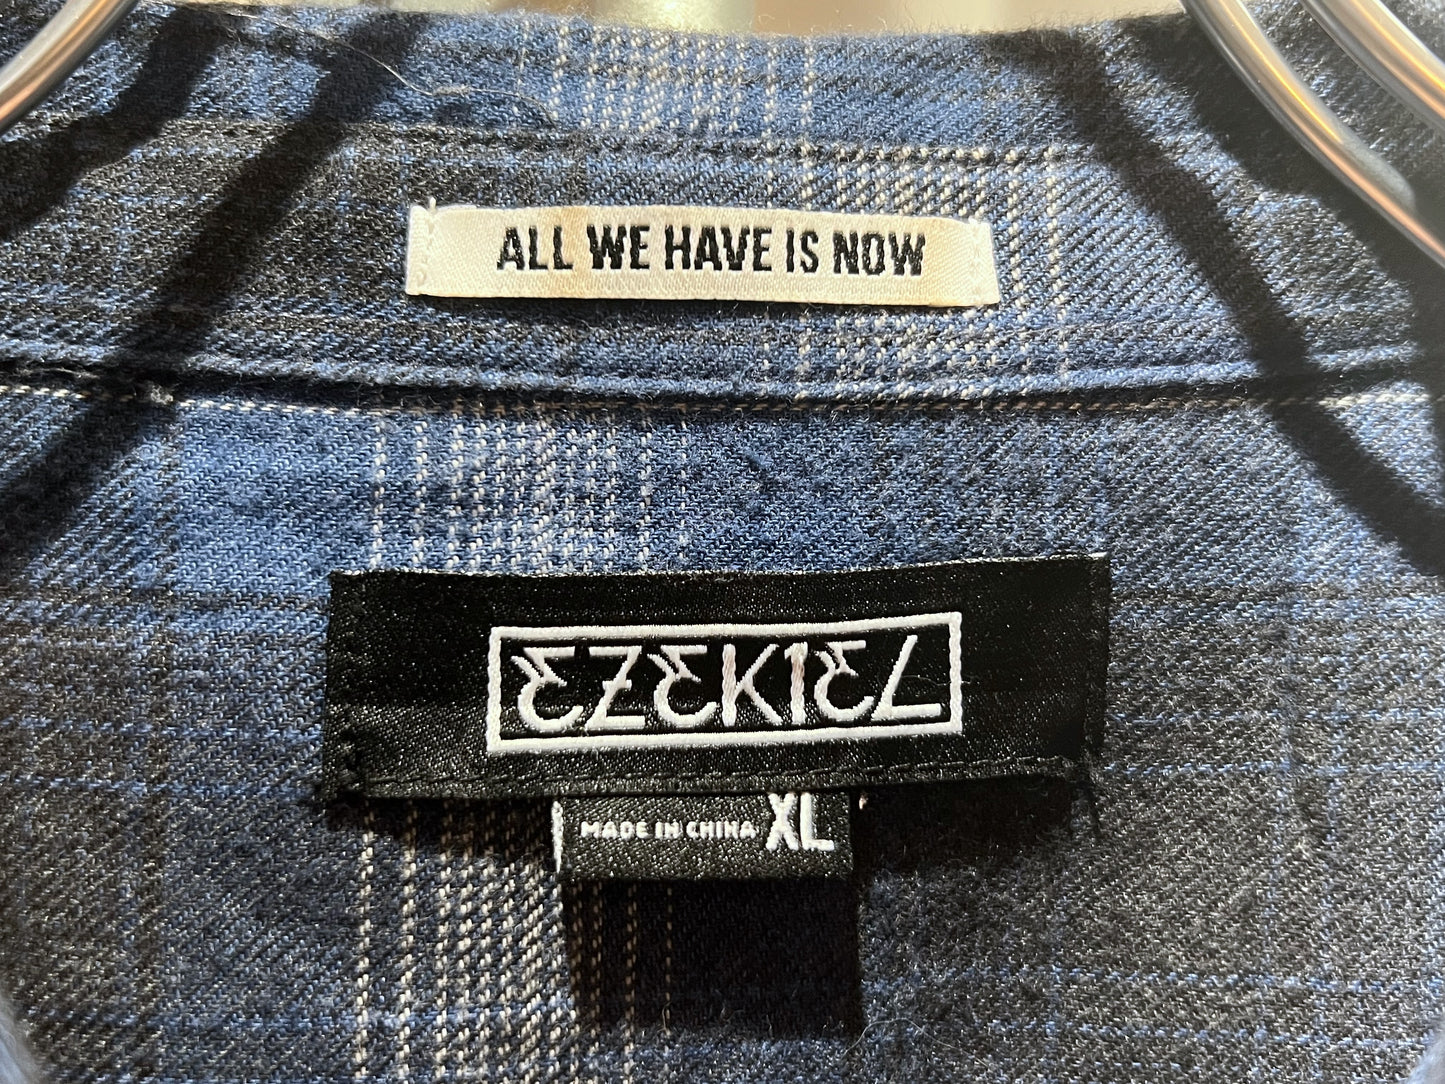 ALL WE HAVE IS NOW
EZEKIEL
MADE IN CHINA XL